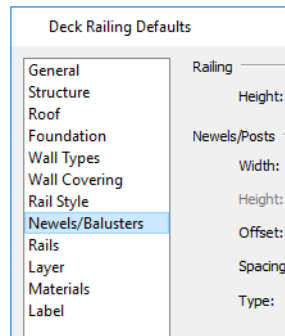 Deck Railing Defaults
General
Structure
Roof
Foundation
Wall Types
Wall Covering
Rail Style
Newels/Balusters
Rails
Layer
Materials
Label
Railing
Height:
Newels/Posts
Width:
Height:
Offset:
Spacing
Type: